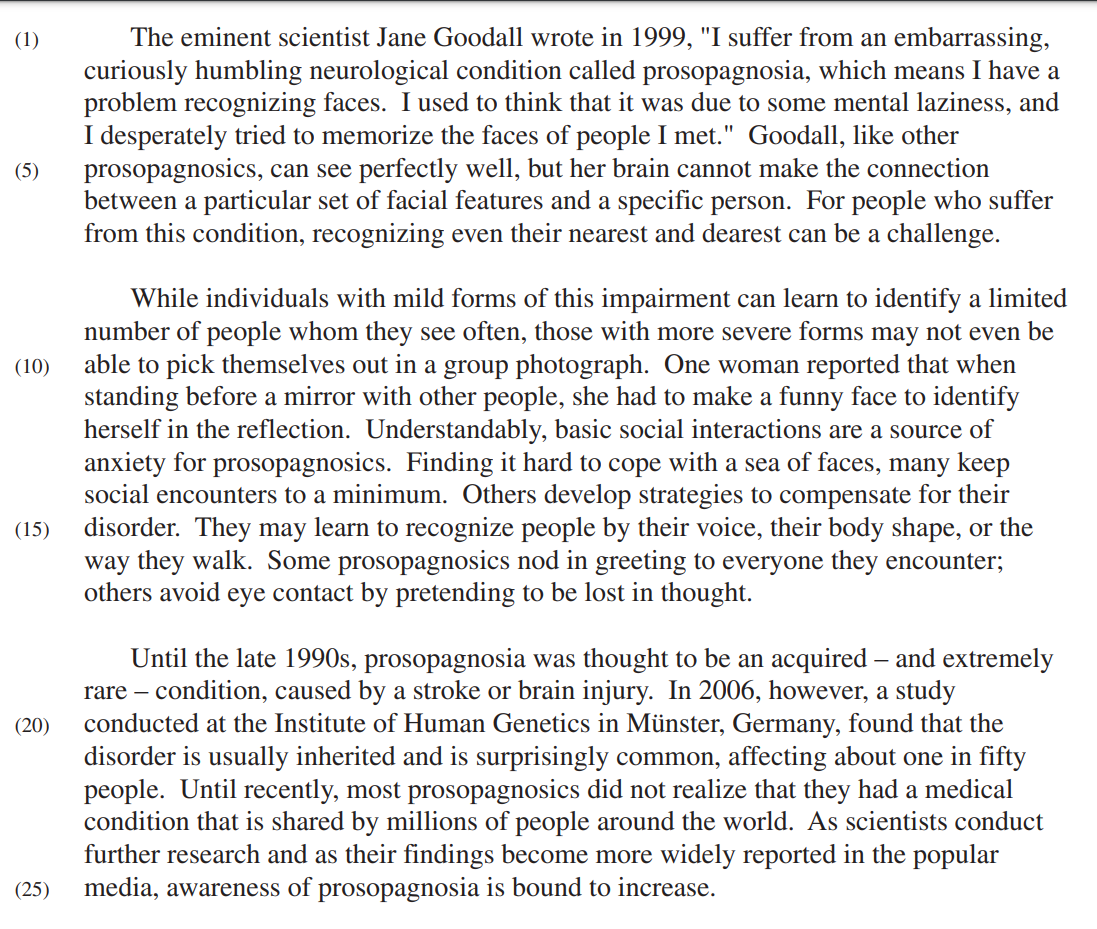 (1) The eminent scientist Jane Goodall wrote in 1999, "I suffer from an embarrassing,
curiously humbling neurological condition called prosopagnosia, which means I have a
problem recognizing faces. I used to think that it was due to some mental laziness, and
I desperately tried to memorize the faces of people I met." Goodall, like other
(5) prosopagnosics, can see perfectly well, but her brain cannot make the connection
between a particular set of facial features and a specific person. For people who suffer
from this condition, recognizing even their nearest and dearest can be a challenge.
While individuals with mild forms of this impairment can learn to identify a limited
number of people whom they see often, those with more severe forms may not even be
(10) able to pick themselves out in a group photograph. One woman reported that when
standing before a mirror with other people, she had to make a funny face to identify
herself in the reflection. Understandably, basic social interactions are a source of
anxiety for prosopagnosics. Finding it hard to cope with a sea of faces, many keep
social encounters to a minimum. Others develop strategies to compensate for their
(15) disorder. They may learn to recognize people by their voice, their body shape, or the
way they walk. Some prosopagnosics nod in greeting to everyone they encounter;
others avoid eye contact by pretending to be lost in thought.
Until the late 1990s, prosopagnosia was thought to be an acquired – and extremely
rare – condition, caused by a stroke or brain injury. In 2006, however, a study
(20) conducted at the Institute of Human Genetics in Münster, Germany, found that the
disorder is usually inherited and is surprisingly common, affecting about one in fifty
people. Until recently, most prosopagnosics did not realize that they had a medical
condition that is shared by millions of people around the world. As scientists conduct
further research and as their findings become more widely reported in the popular
(25) media, awareness of prosopagnosia is bound to increase.